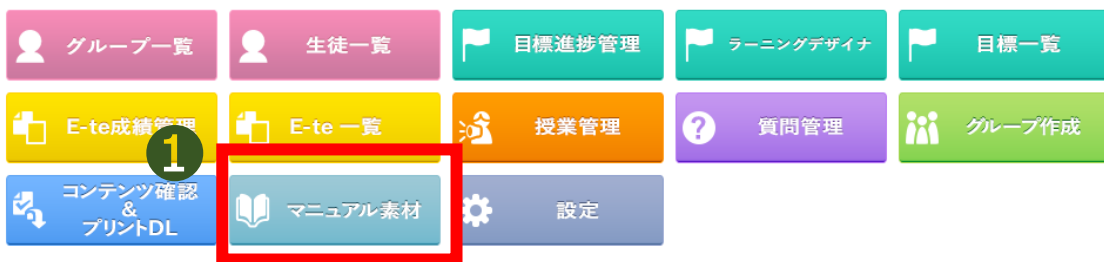 グループ一覧
生徒一覧
目標進捗管理
ラーニングデザイナ
目標一覧
E-te成績管理
E-te 一覧
授業管理
?
質問管理
グループ作成
1
コンテンツ確認
&
プリントDL
マニュアル素材
設定